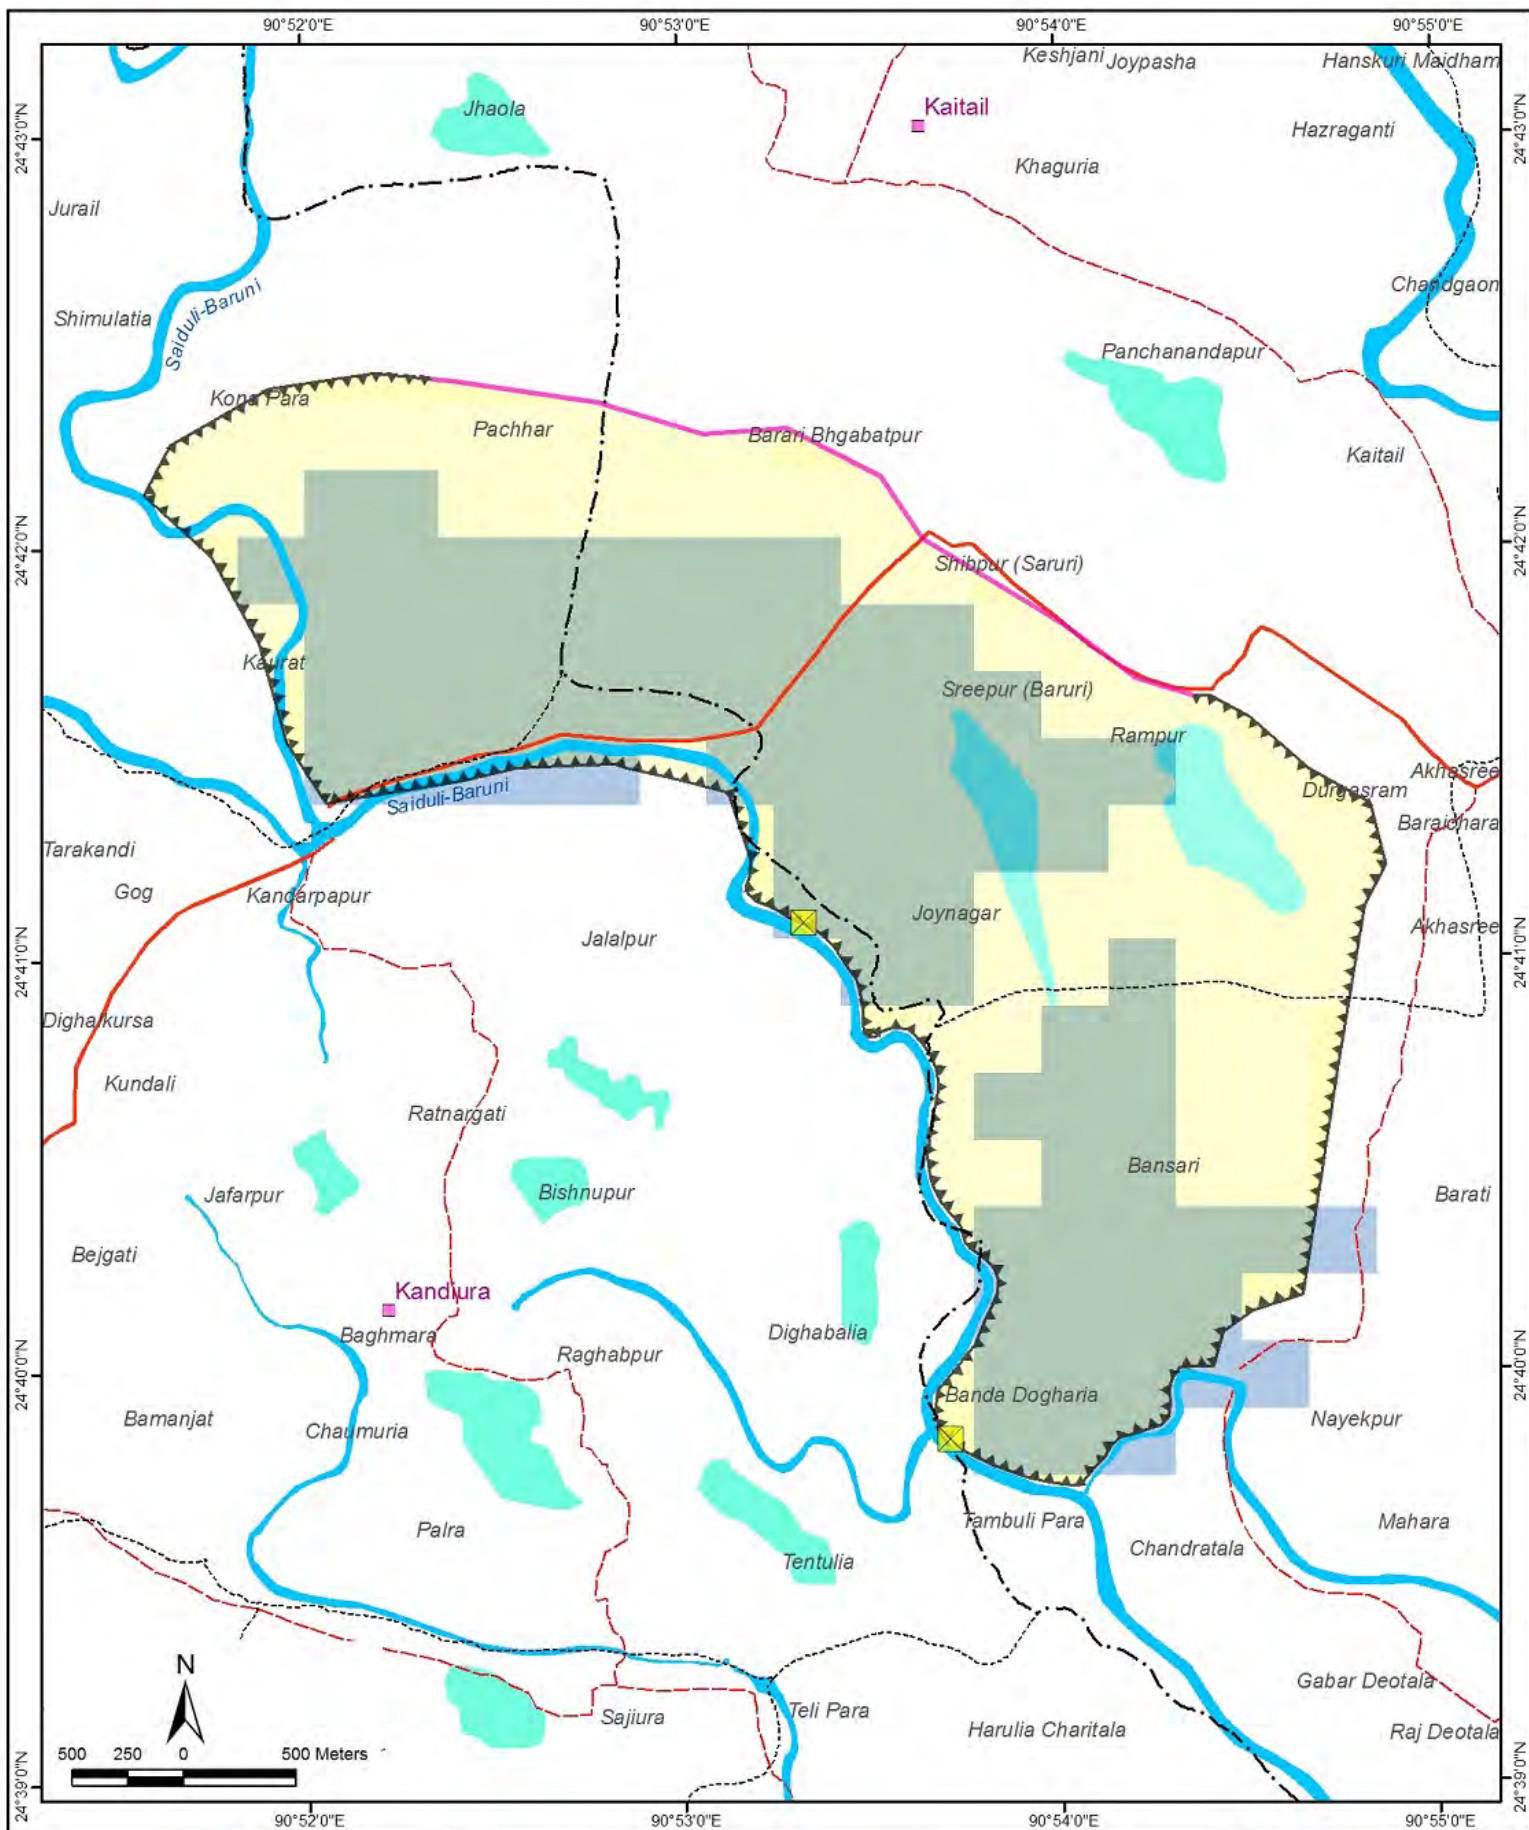 90°52'0"E 90°53'0"E 90°54'0"E 90°55'0"E
Keshjani Joypasha Hanskuri Maidham
Jhaola Kaitail
24°43'0"N 24°43'0"N
Hazraganti
Khaguria
Jurail
Chandgaon
Shimulatia Saiduli-Baruni
Panchanandapur
Kona Para
Pachhar Barari Bhgabatpur
Kaitail
24°42'0"N 24°42'0"N
Shibpur (Saruri)
Kaurat
Sreepur (Baruri)
Rampur
Akhasree
Durgasram
Saiduli-Baruni
Baraidhara
Tarakandi
Gog Kandarpapur
Joynagar
Akhasree
Jalalpur
24°41'0"N 24°41'0"N
Dighalkursa
Kundali
Ratnargati
Bansari
Jafarpur Bishnupur Barati
Bejgati
Kandiura
Baghmara Dighabalia
Raghabpur
24°40'0"N 24°40'0"N
Banda Dogharia
Bamanjat Chaumuria Nayekpur
Palra Tambuli Para Mahara
Tentulia Chandratala
N
Gabar Deotala
Teli Para
Sajiura Harulia Charitala Raj Deotala
500 250 0 500 Meters
24°39'0"N 24°39'0"N
90°52'0"E 90°53'0"E 90°54'0"E 90°55'0"E